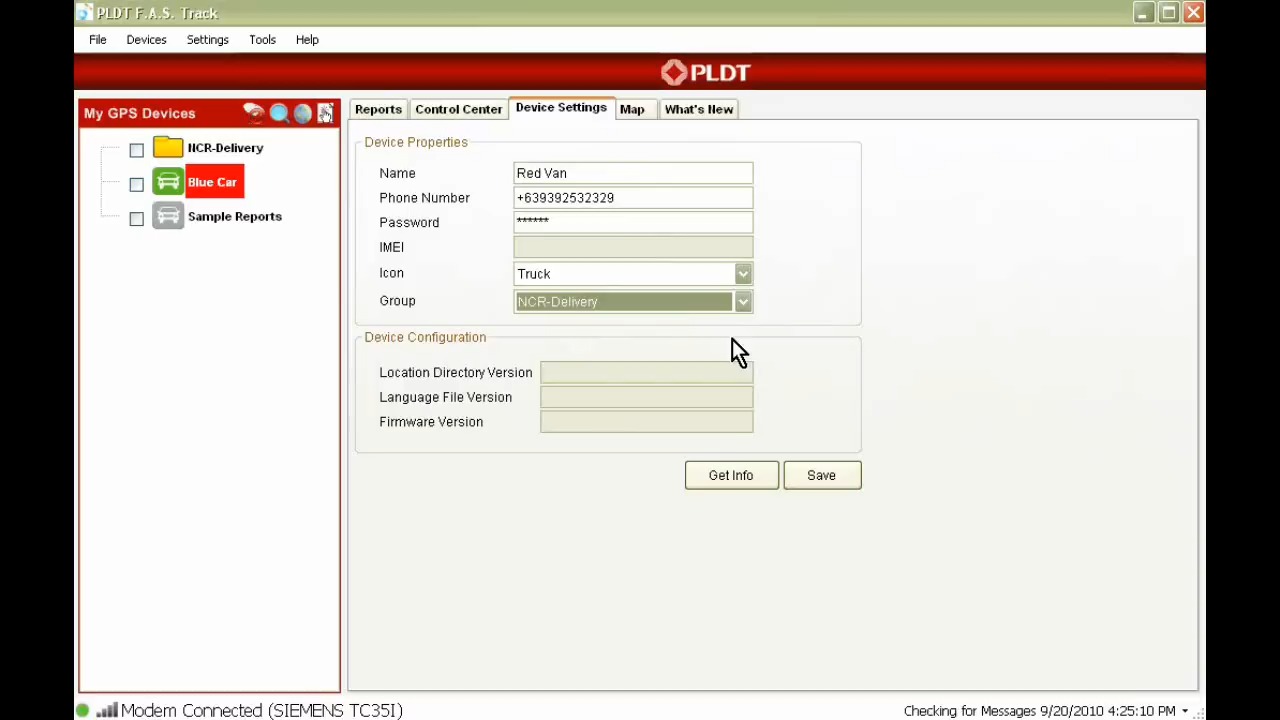 PLDT F.A.S. Track
File Devices Settings Tools Help
PLDT
My GPS Devices
NCR-Delivery
Blue Car
Sample Reports
Reports Control Center Device Settings Map What's New
Device Properties
Name Red Van
Phone Number +639392532329
Password ******
IMEI
Icon Truck
Group NCR-Delivery
Device Configuration
Location Directory Version
Language File Version
Firmware Version
Get Info Save
Modem Connected (SIEMENS TC35I) Checking for Messages 9/20/2010 4:25:10 PM